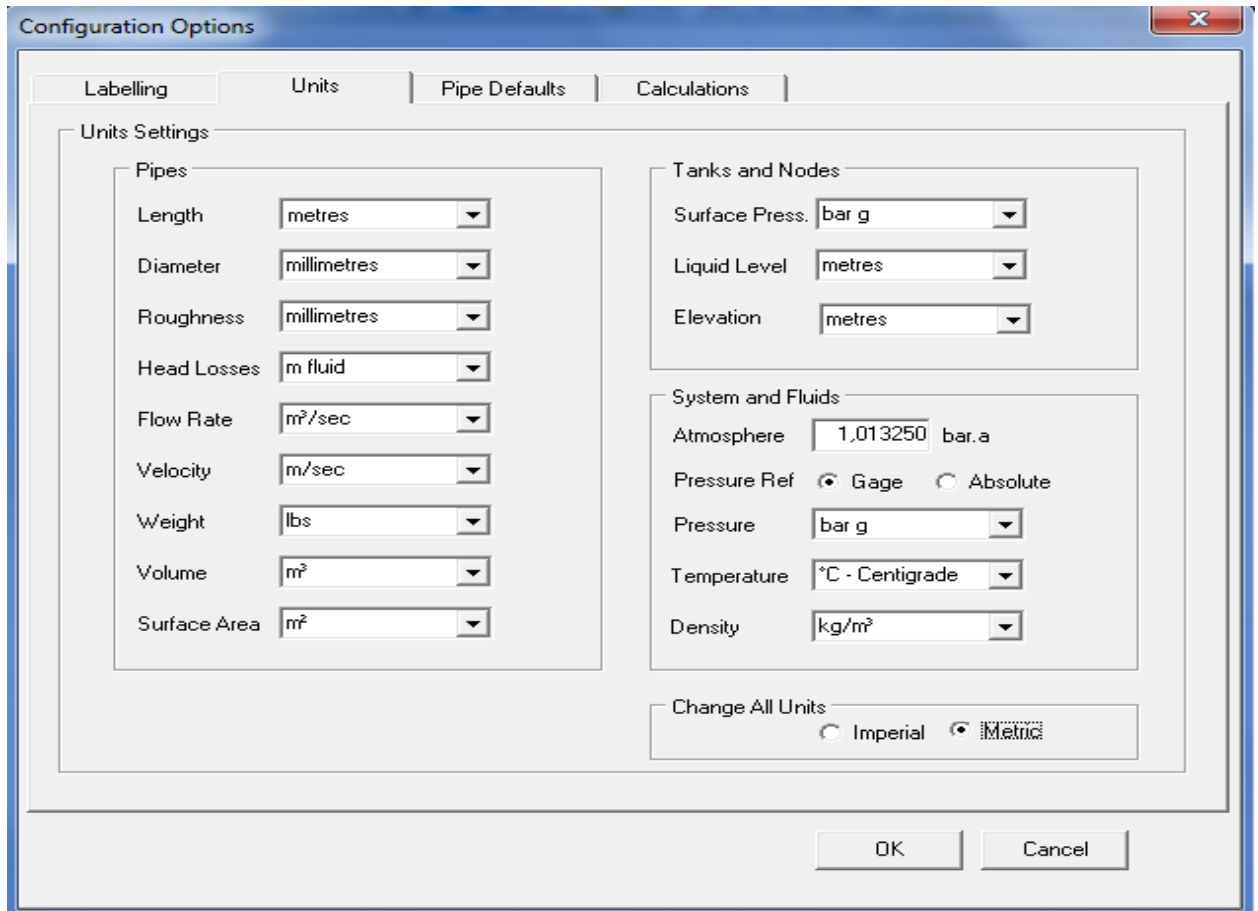 Configuration Options
Labelling Units Pipe Defaults Calculations
Units Settings
Pipes
Length metres
Diameter millimetres
Roughness millimetres
Head Losses m fluid
Flow Rate m³/sec
Velocity m/sec
Weight lbs
Volume m³
Surface Area m²
Tanks and Nodes
Surface Press. bar g
Liquid Level metres
Elevation metres
System and Fluids
Atmosphere 1,013250 bar.a
Pressure Ref Gage Absolute
Pressure bar g
Temperature °C - Centigrade
Density kg/m³
Change All Units
Imperial Metric
OK Cancel